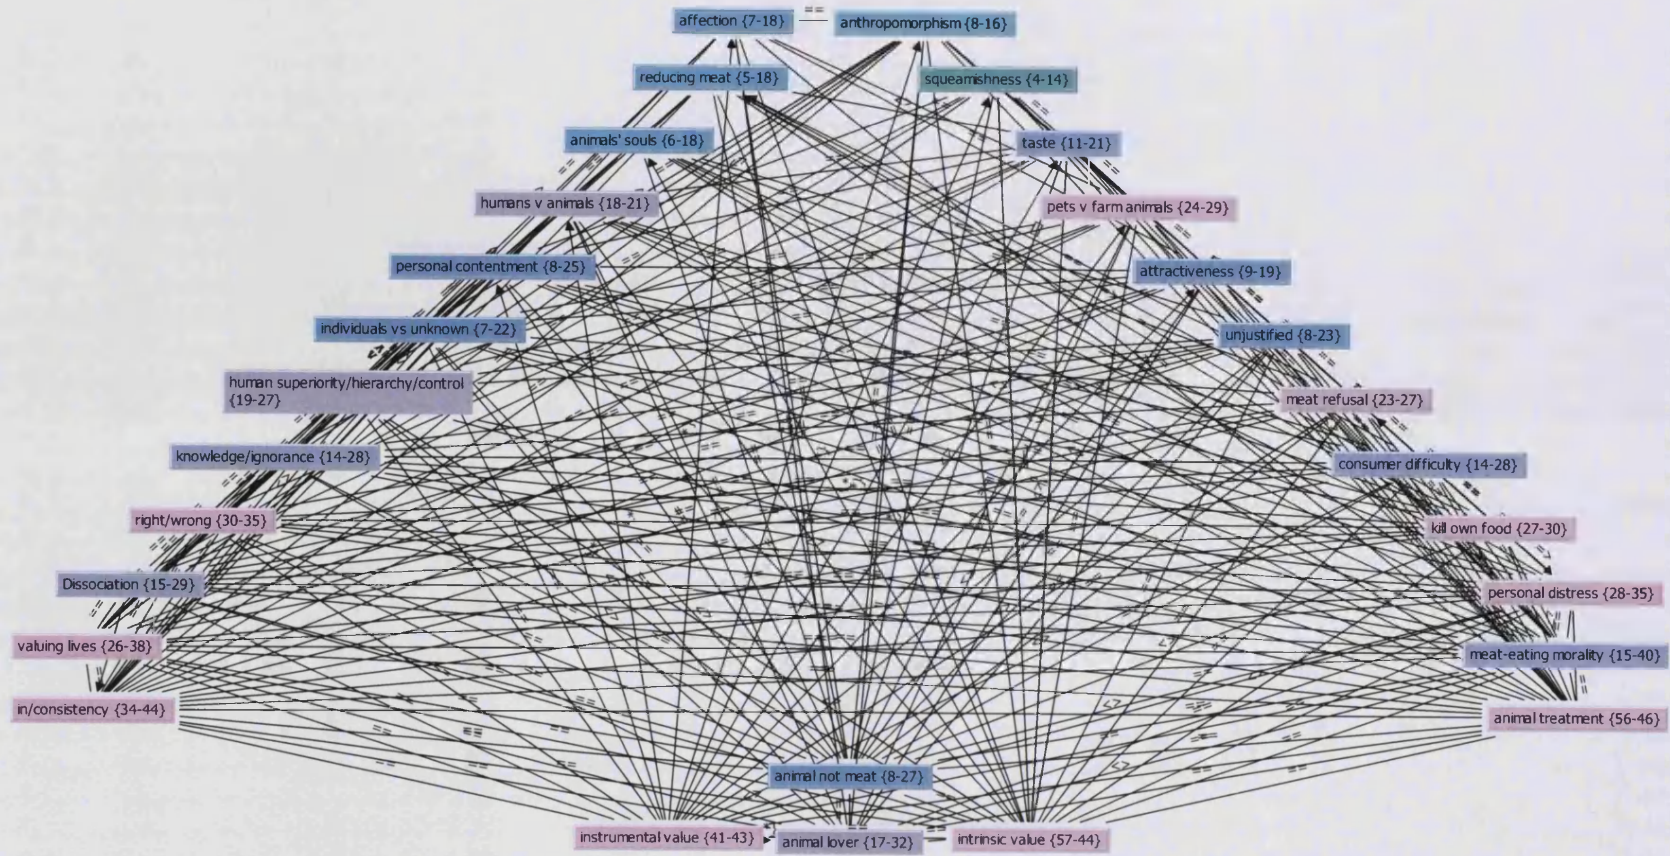 affection {7-18}
==
anthropomorphism {8-16}
reducing meat {5-18}
squeamishness {4-14}
animals' souls {6-18}
taste {11-21}
humans v animals {18-21}
pets v farm animals {24-29}
personal contentment {8-25}
attractiveness {9-19}
individuals vs unknown {7-22}
unjustified {8-23}
human superiority/hierarchy/control
{19-27}
meat refusal {23-27}
knowledge/ignorance {14-28}
consumer difficulty {14-28}
right/wrong {30-35}
kill own food {27-30}
Dissociation {15-29}
personal distress {28-35}
valuing lives {26-38}
meat-eating morality {15-40}
in/consistency {34-44}
animal treatment {56-46}
animal not meat {8-27}
instrumental value {41-43}
animal lover {17-32}
intrinsic value {57-44}